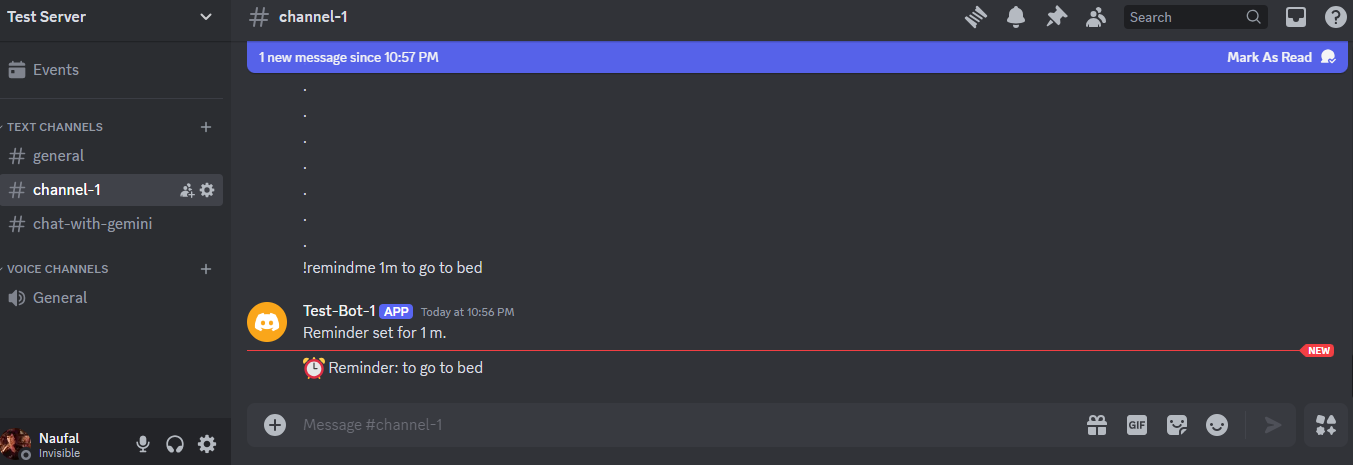 Test Server
# channel-1
Search
1 new message since 10:57 PM
Mark As Read
Events
TEXT CHANNELS
# general
# channel-1
# chat-with-gemini
VOICE CHANNELS
General
.
.
.
.
.
.
.
!remindme 1m to go to bed
Test-Bot-1 APP Today at 10:56 PM
Reminder set for 1 m.
NEW
⏰ Reminder: to go to bed
Message #channel-1
GIF
Naufal
Invisible